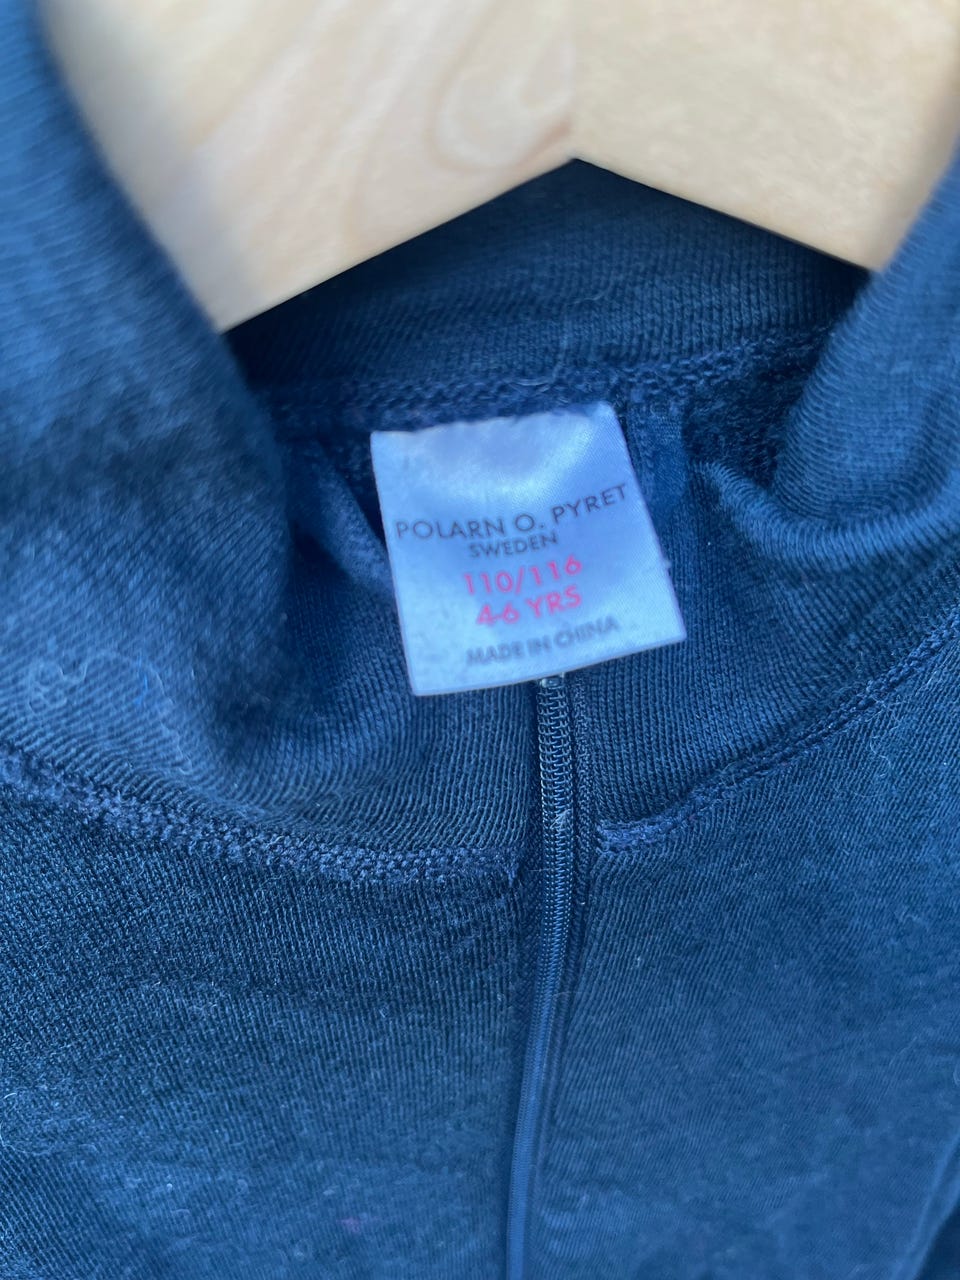 POLARN O. PYRET
SWEDEN
110/116
4-6 YRS
MADE IN CHINA